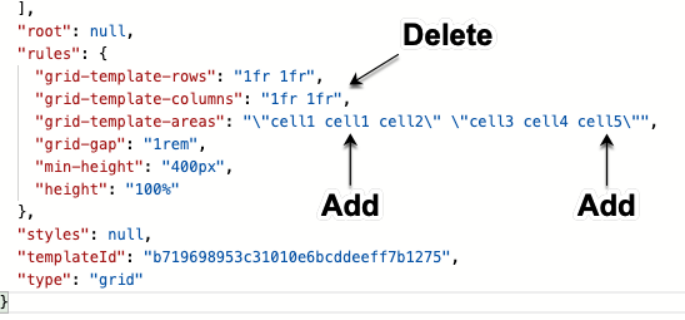 ],
"root": null,
"rules": {
Delete
"grid-template-rows": "1fr 1fr",
"grid-template-columns": "1fr 1fr",
"grid-template-areas": "\"cell1 cell1 cell2\" \"cell3 cell4 cell5\"",
"grid-gap": "1rem",
"min-height": "400px",
"height": "100%"
Add Add
},
"styles": null,
"templateId": "b719698953c31010e6bcddeeff7b1275",
"type": "grid"
}